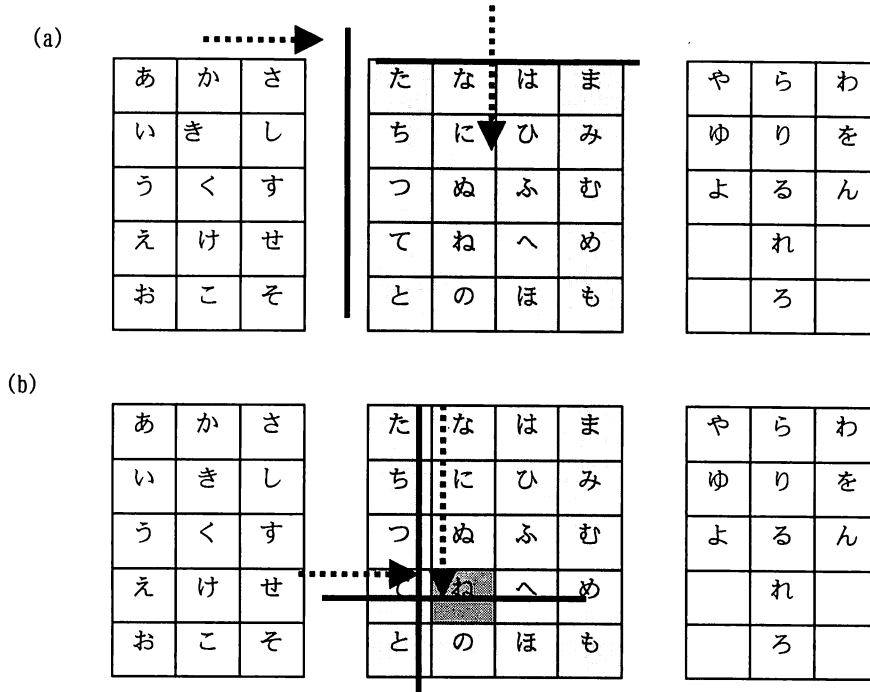 (a)
あ か さ た な は ま や ら わ
い き し ち に ひ み ゆ り を
う く す つ ぬ ふ む よ る ん
え け せ て ね へ め れ
お こ そ と の ほ も ろ
(b)
あ か さ た な は ま や ら わ
い き し ち に ひ み ゆ り を
う く す つ ぬ ふ む よ る ん
え け せ て ね へ め れ
お こ そ と の ほ も ろ